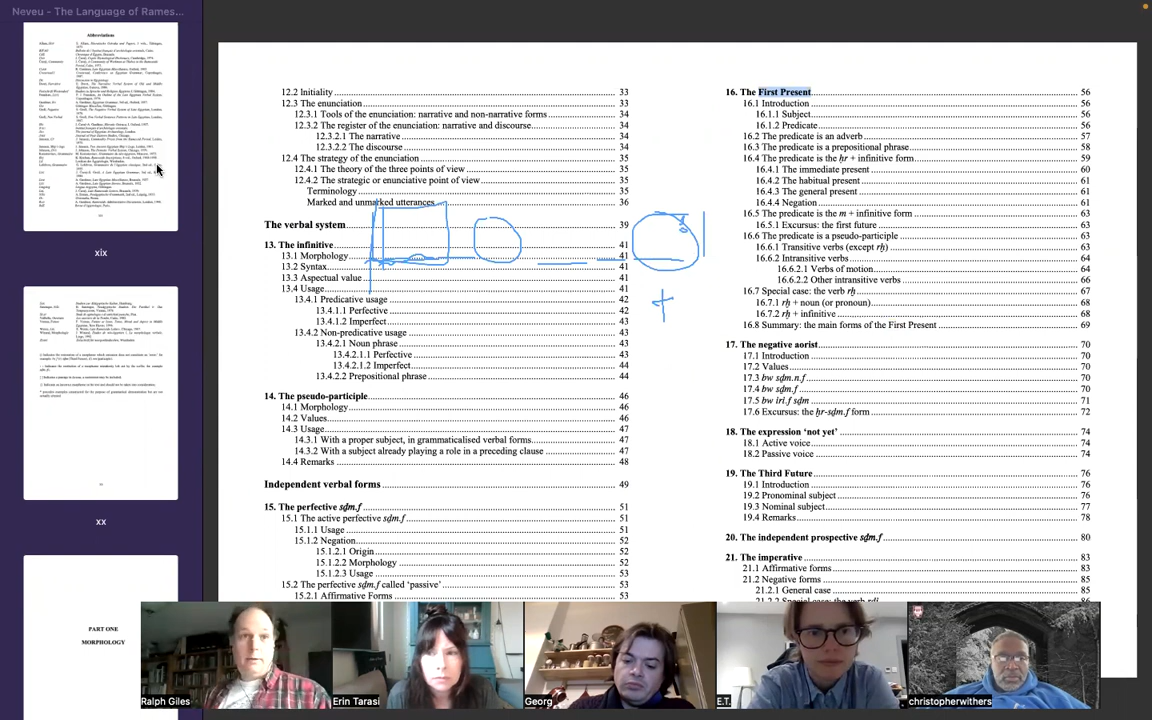 Neveu - The Language of Rames...
Abbreviations
xix
xx
PART ONE
MORPHOLOGY
12.2 Initiality 33
12.3 The enunciation 33
12.3.1 Tools of the enunciation: narrative and non-narrative forms 34
12.3.2 The register of the enunciation: narrative and discourse 34
12.3.2.1 The narrative 34
12.3.2.2 The discourse 34
12.4 The strategy of the enunciation 35
12.4.1 The theory of the three points of view 35
12.4.2 The strategic or enunciative point of view 35
Terminology 35
Marked and unmarked utterances 36
The verbal system 39
13. The infinitive 41
13.1 Morphology 41
13.2 Syntax 41
13.3 Aspectual value 41
13.4 Usage 41
13.4.1 Predicative usage 42
13.4.1.1 Perfective 42
13.4.1.2 Imperfect 43
13.4.2 Non-predicative usage 43
13.4.2.1 Noun phrase 43
13.4.2.1.1 Perfective 43
13.4.2.1.2 Imperfect 44
13.4.2.2 Prepositional phrase 44
14. The pseudo-participle 46
14.1 Morphology 46
14.2 Values 46
14.3 Usage 47
14.3.1 With a proper subject, in grammaticalised verbal forms 47
14.3.2 With a subject already playing a role in a preceding clause 47
14.4 Remarks 48
Independent verbal forms 49
15. The perfective sḏm.f 51
15.1 The active perfective sḏm.f 51
15.1.1 Usage 51
15.1.2 Negation 52
15.1.2.1 Origin 52
15.1.2.2 Morphology 52
15.1.2.3 Usage 53
15.2 The perfective sḏm.f called ‘passive’ 53
15.2.1 Affirmative Forms 53
16. The First Present 56
16.1 Introduction 56
16.1.1 Subject 56
16.1.2 Predicate 57
16.2 The predicate is an adverb 57
16.3 The predicate is a prepositional phrase 58
16.4 The predicate is the ḥr + infinitive form 59
16.4.1 The immediate present 60
16.4.2 The habitual present 61
16.4.3 The general present 61
16.4.4 Negation 61
16.5 The predicate is the m + infinitive form 63
16.5.1 Excursus: the first future 63
16.6 The predicate is a pseudo-participle 63
16.6.1 Transitive verbs (except rḫ) 63
16.6.2 Intransitive verbs 64
16.6.2.1 Verbs of motion 64
16.6.2.2 Other intransitive verbs 66
16.7 Special case: the verb rḫ 67
16.7.1 rḫ + noun (or pronoun) 68
16.7.2 rḫ + infinitive 68
16.8 Summary: the main forms of the First Present 69
17. The negative aorist 70
17.1 Introduction 70
17.2 Values 70
17.3 bw sḏm.n.f 70
17.4 bw sḏm.f 70
17.5 bw irỉ.f sḏm 71
17.6 Excursus: the ḫr-sḏm.f form 72
18. The expression ‘not yet’ 74
18.1 Active voice 74
18.2 Passive voice 74
19. The Third Future 76
19.1 Introduction 76
19.2 Pronominal subject 76
19.3 Nominal subject 77
19.4 Remarks 78
20. The independent prospective sḏm.f 80
21. The imperative 83
21.1 Affirmative forms 83
21.2 Negative forms 85
21.2.1 General case 85
Ralph Giles
Erin Tarasi
Georg
E.T.
christopherwithers